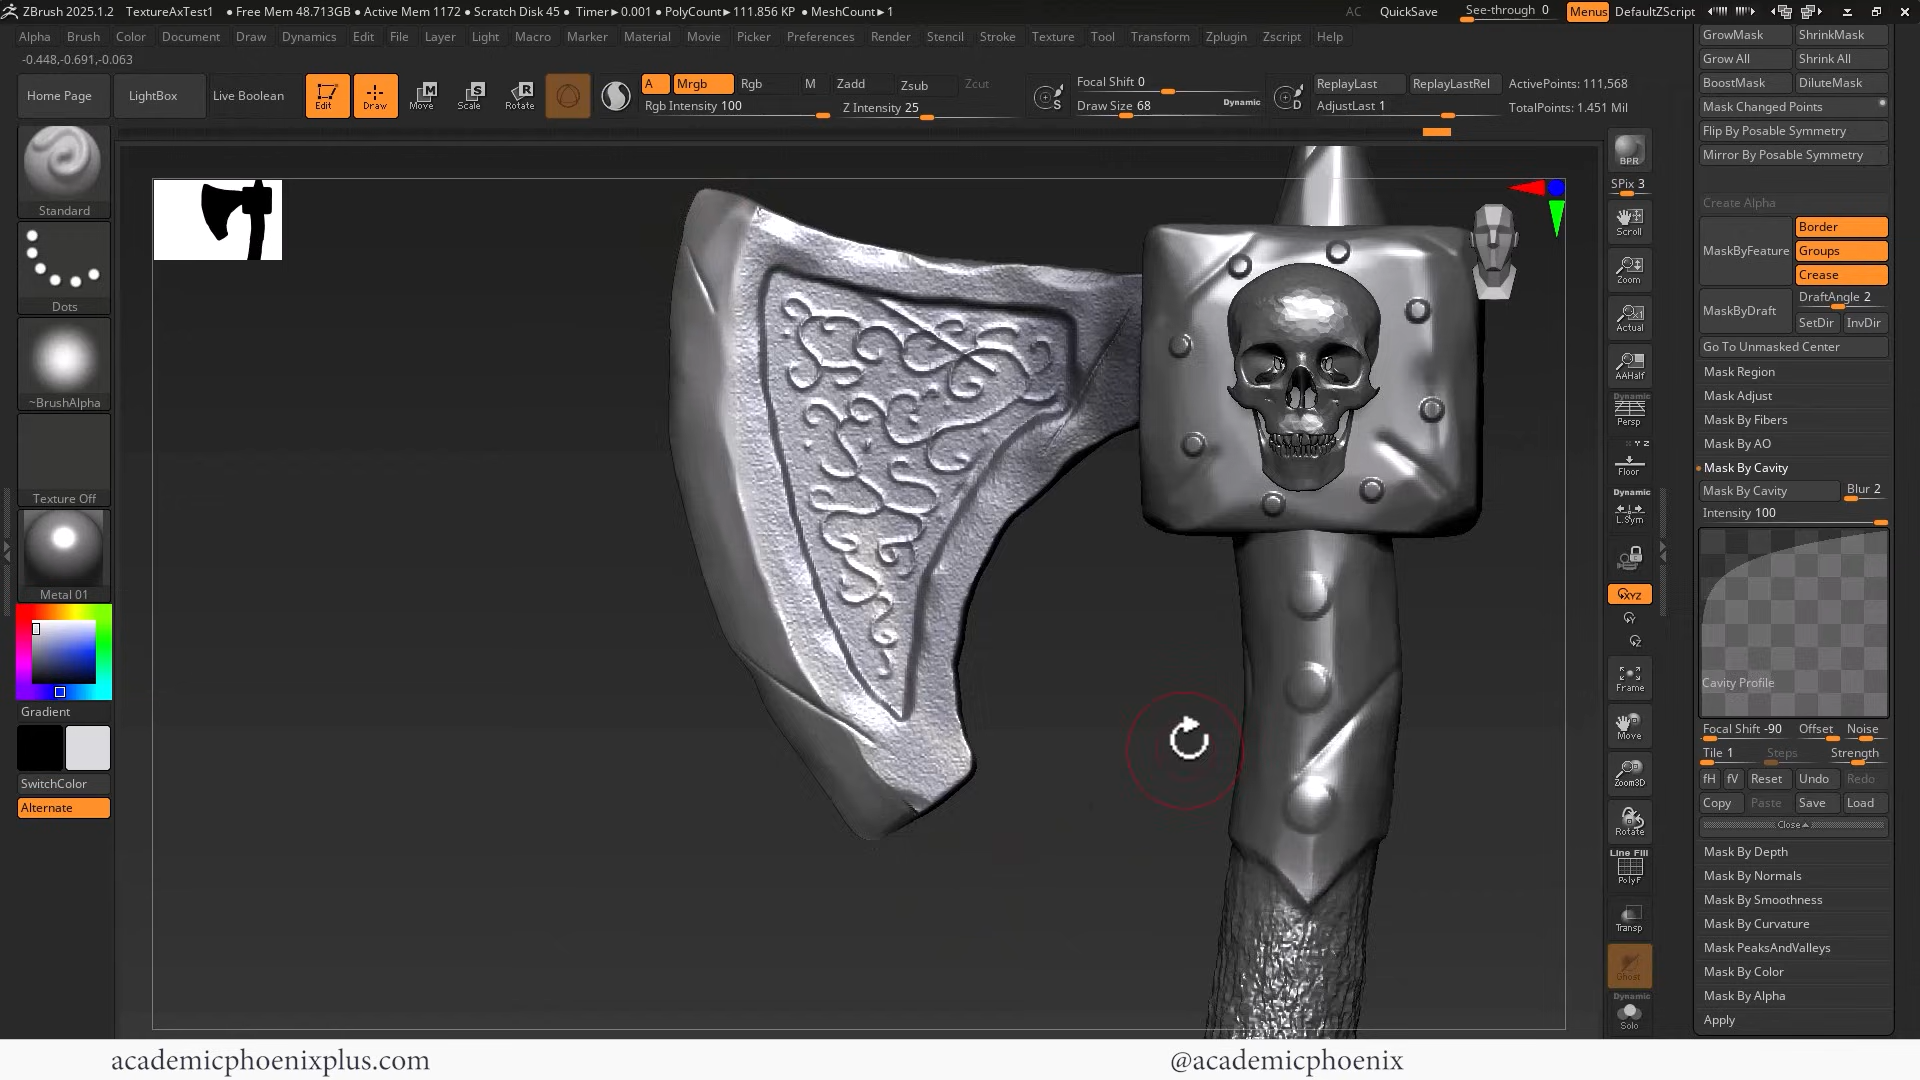 ZBrush 2025.1.2 TextureAxTest1 • Free Mem 48.713GB • Active Mem 1172 • Scratch Disk 45 • Timer►0.001 • PolyCount►111.856 KP • MeshCount►1 AC QuickSave See-through 0 Menus DefaultZScript
Alpha Brush Color Document Draw Dynamics Edit File Layer Light Macro Marker Material Movie Picker Preferences Render Stencil Stroke Texture Tool Transform Zplugin Zscript Help
-0.448,-0.691,-0.063
Home Page LightBox Live Boolean Edit Draw Move Scale Rotate
A Mrgb Rgb M Zadd Zsub Zcut
Rgb Intensity 100 Z Intensity 25
Focal Shift 0
Draw Size 68 Dynamic
ReplayLast ReplayLastRel ActivePoints: 111,568
AdjustLast 1 TotalPoints: 1.451 Mil
Standard
Dots
~BrushAlpha
Texture Off
Metal 01
Gradient
SwitchColor
Alternate
BPR
SPix 3
Scroll
Zoom
Actual
AAHalf
Dynamic
Persp
X Y Z
Floor
Dynamic
L.Sym
XYZ
Y
Z
Frame
Move
Zoom3D
Rotate
Line Fill
PolyF
Transp
Ghost
Dynamic
Solo
GrowMask ShrinkMask
Grow All Shrink All
BoostMask DiluteMask
Mask Changed Points
Flip By Posable Symmetry
Mirror By Posable Symmetry
Create Alpha
MaskByFeature Border
Groups
Crease
MaskByDraft DraftAngle 2
SetDir InvDir
Go To Unmasked Center
Mask Region
Mask Adjust
Mask By Fibers
Mask By AO
Mask By Cavity
Mask By Cavity Blur 2
Intensity 100
Cavity Profile
Focal Shift -90 Offset Noise
Tile 1 Steps Strength
fH fV Reset Undo Redo
Copy Paste Save Load
Close
Mask By Depth
Mask By Normals
Mask By Smoothness
Mask By Curvature
Mask PeaksAndValleys
Mask By Color
Mask By Alpha
Apply
academicphoenixplus.com @academicphoenix